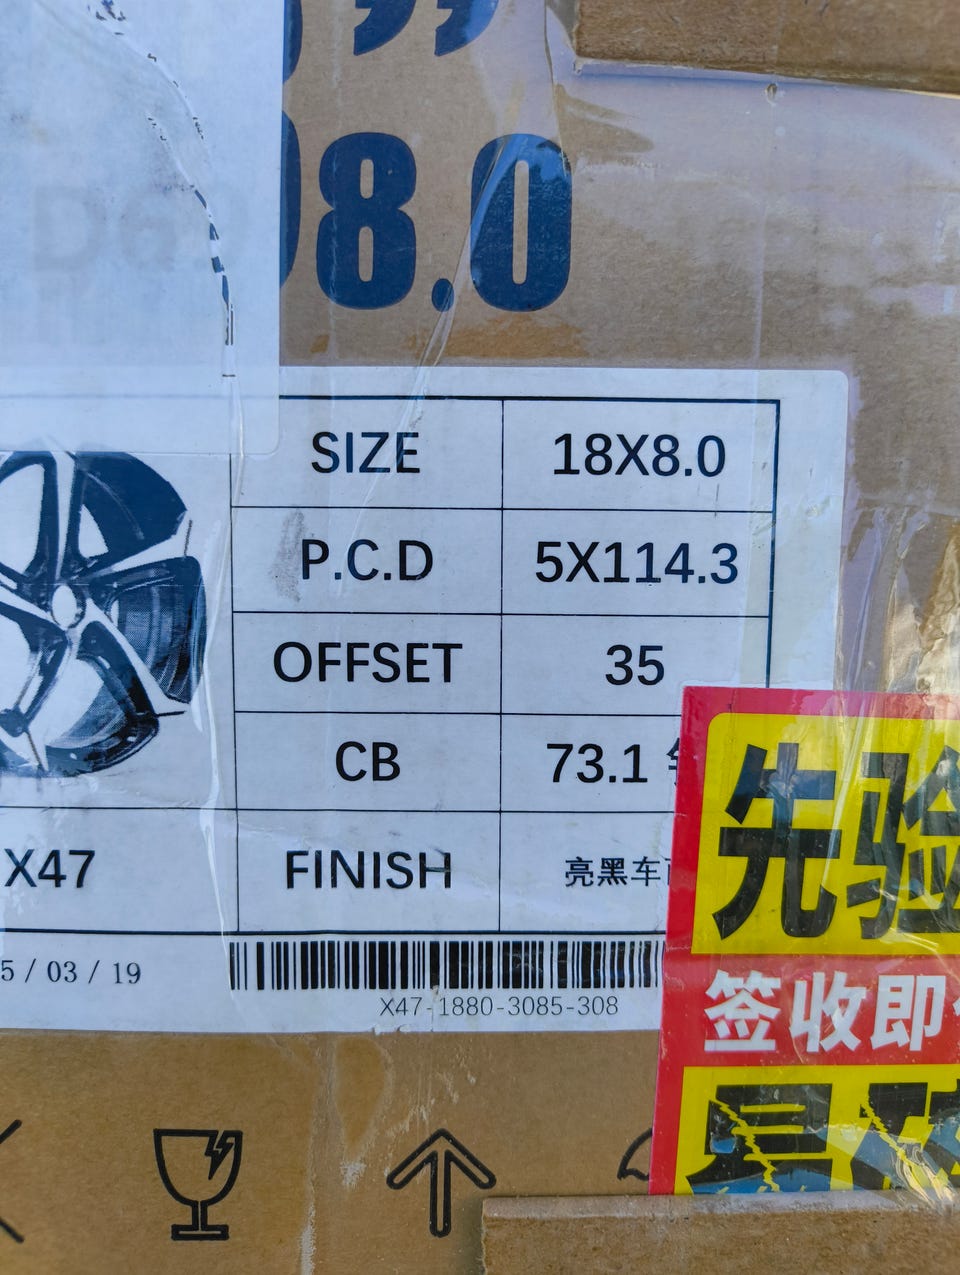 8.0
SIZE 18X8.0
P.C.D 5X114.3
OFFSET 35
CB 73.1
X47 FINISH 亮黑车
5 / 03 / 19
X47-1880-3085-308
先验
签收即